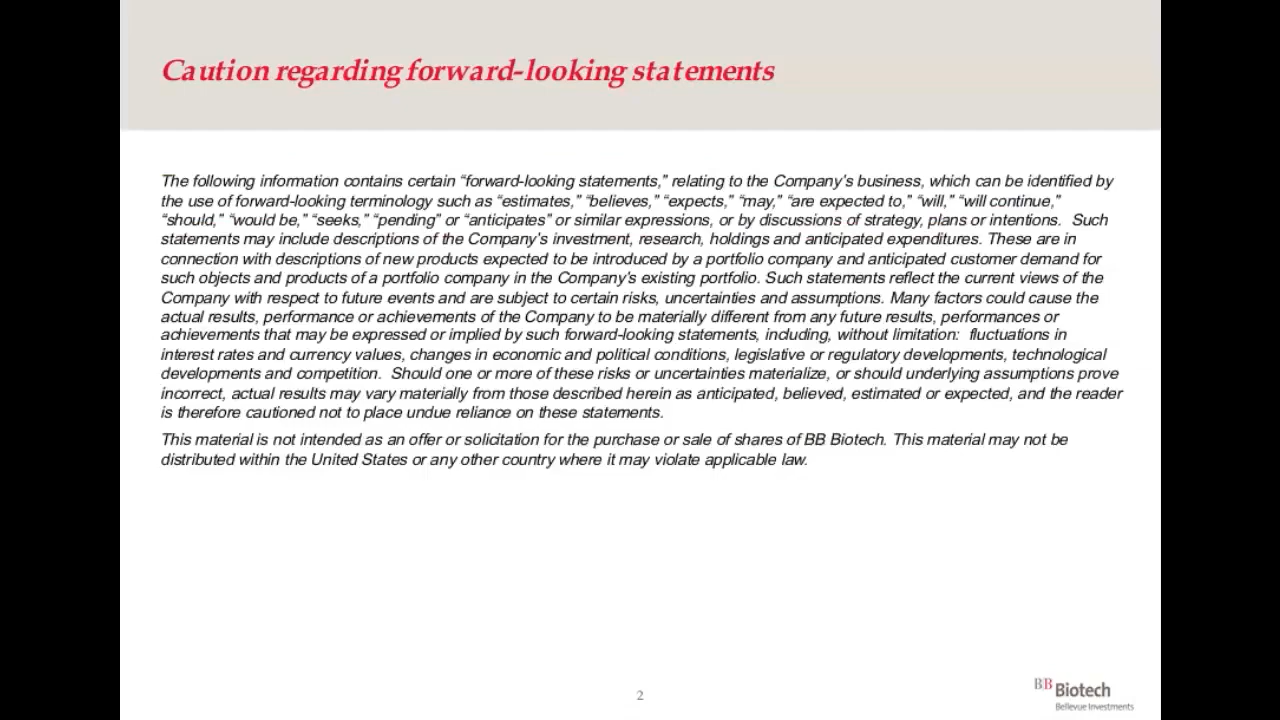 Caution regarding forward-looking statements
The following information contains certain “forward-looking statements,” relating to the Company’s business, which can be identified by
the use of forward-looking terminology such as “estimates,” “believes,” “expects,” “may,” “are expected to,” “will,” “will continue,”
“should,” “would be,” “seeks,” “pending” or “anticipates” or similar expressions, or by discussions of strategy, plans or intentions.  Such
statements may include descriptions of the Company’s investment, research, holdings and anticipated expenditures. These are in
connection with descriptions of new products expected to be introduced by a portfolio company and anticipated customer demand for
such objects and products of a portfolio company in the Company’s existing portfolio. Such statements reflect the current views of the
Company with respect to future events and are subject to certain risks, uncertainties and assumptions. Many factors could cause the
actual results, performance or achievements of the Company to be materially different from any future results, performances or
achievements that may be expressed or implied by such forward-looking statements, including, without limitation:  fluctuations in
interest rates and currency values, changes in economic and political conditions, legislative or regulatory developments, technological
developments and competition.  Should one or more of these risks or uncertainties materialize, or should underlying assumptions prove
incorrect, actual results may vary materially from those described herein as anticipated, believed, estimated or expected, and the reader
is therefore cautioned not to place undue reliance on these statements.
This material is not intended as an offer or solicitation for the purchase or sale of shares of BB Biotech. This material may not be
distributed within the United States or any other country where it may violate applicable law.
2
BB Biotech
Bellevue Investments